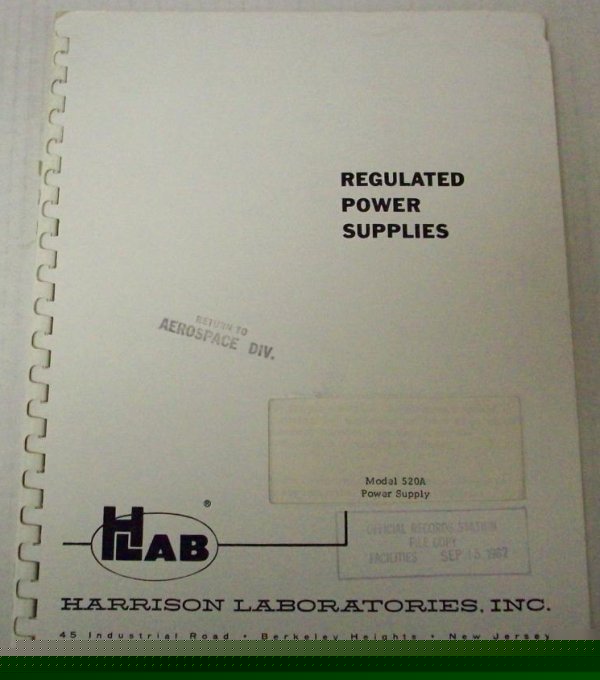 REGULATED
POWER
SUPPLIES
RETURN TO
AEROSPACE DIV.
Model 520A
Power Supply
OFFICIAL RECORDS STATION
FILE COPY
FACILITIES SEP 15 1962
HLAB ®
HARRISON LABORATORIES, INC.
45 Industrial Road • Berkeley Heights • New Jersey